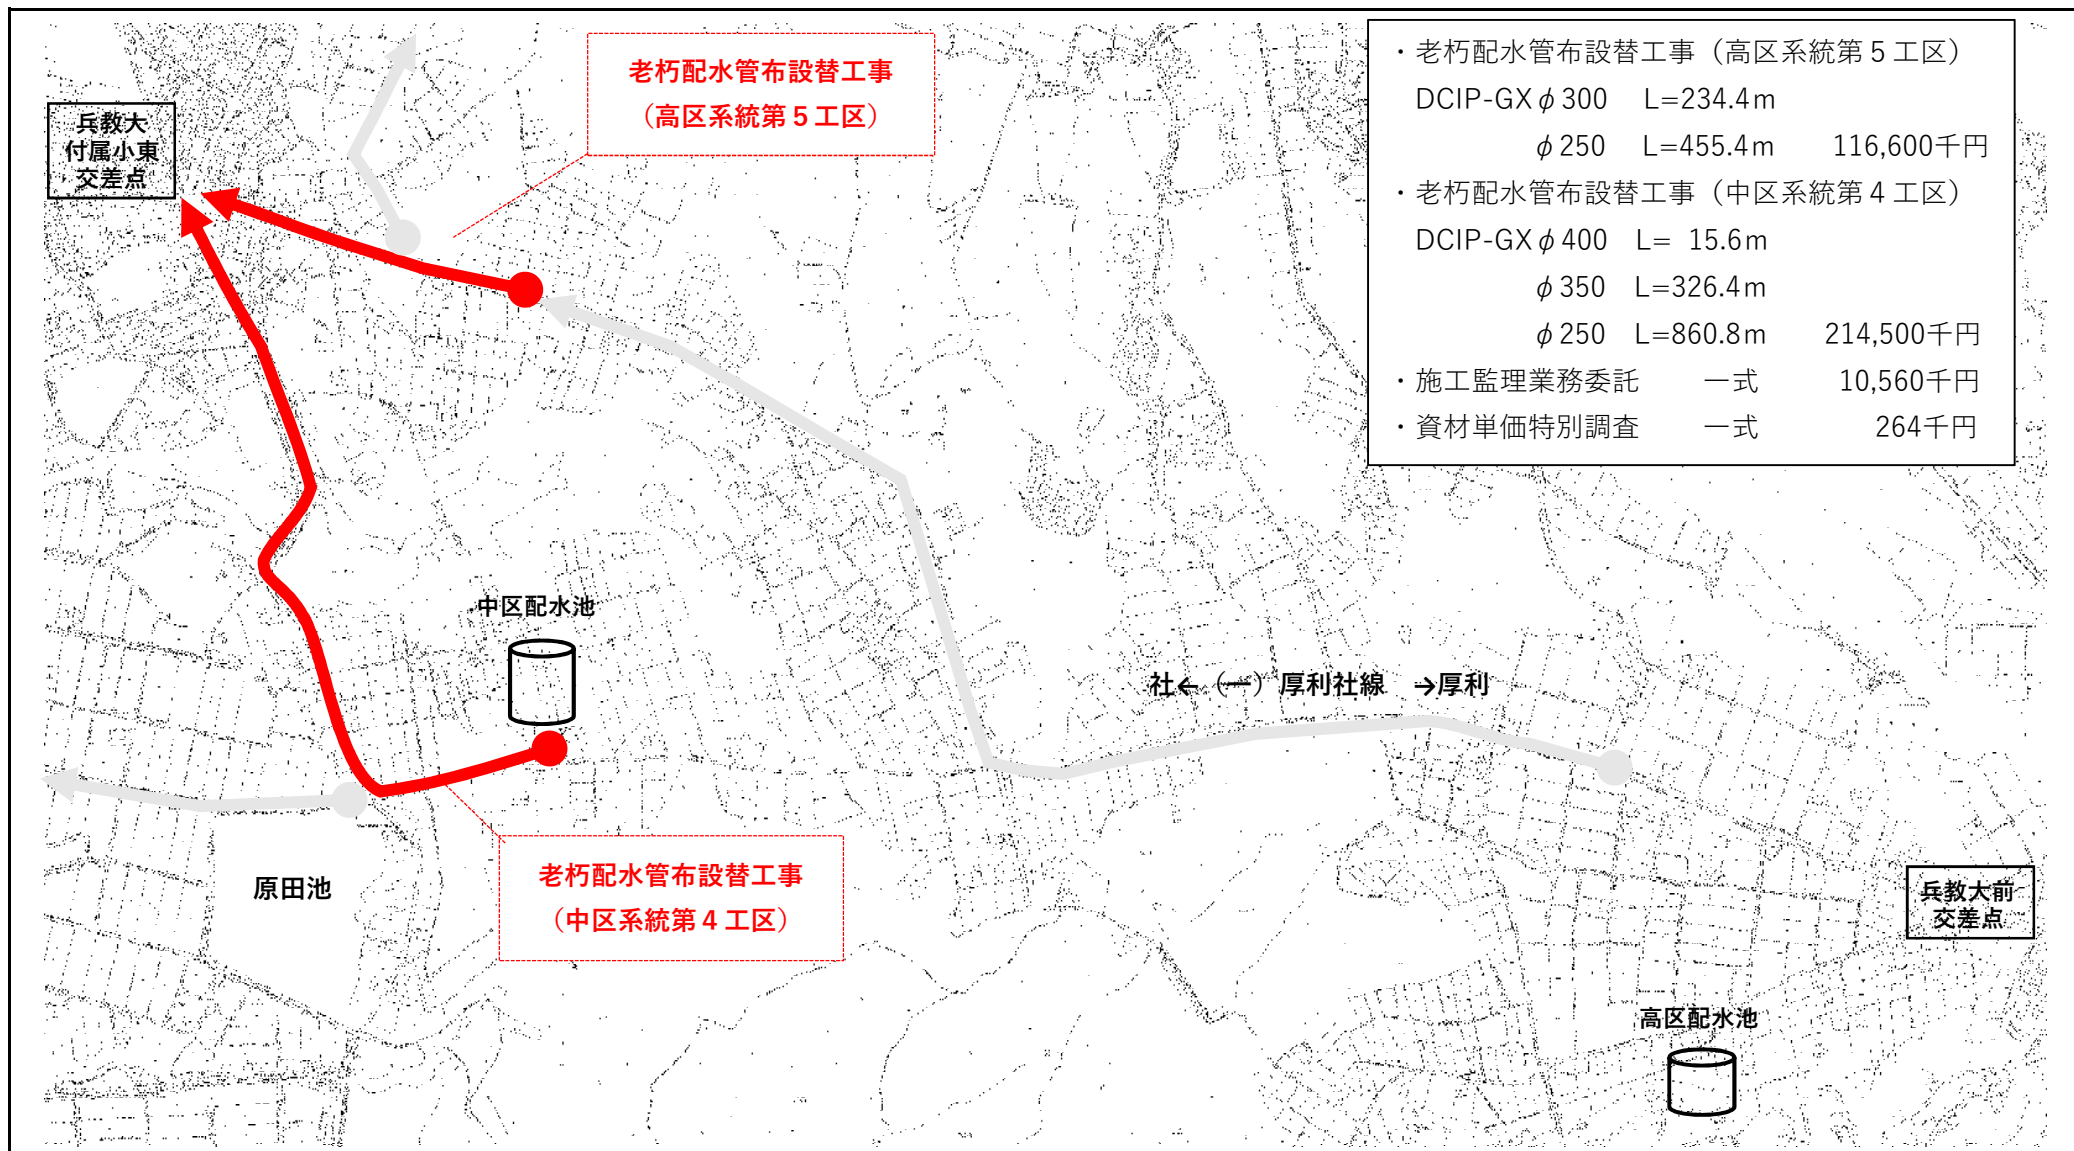 老朽配水管布設替工事
（高区系統第５工区）
兵教大
付属小東
交差点
・老朽配水管布設替工事（高区系統第５工区）
DCIP-GXφ300 L=234.4m
φ250 L=455.4m 116,600千円
・老朽配水管布設替工事（中区系統第４工区）
DCIP-GXφ400 L= 15.6m
φ350 L=326.4m
φ250 L=860.8m 214,500千円
・施工監理業務委託 一式 10,560千円
・資材単価特別調査 一式 264千円
中区配水池
社←（一）厚利社線 →厚利
老朽配水管布設替工事
（中区系統第４工区）
原田池
兵教大前
交差点
高区配水池